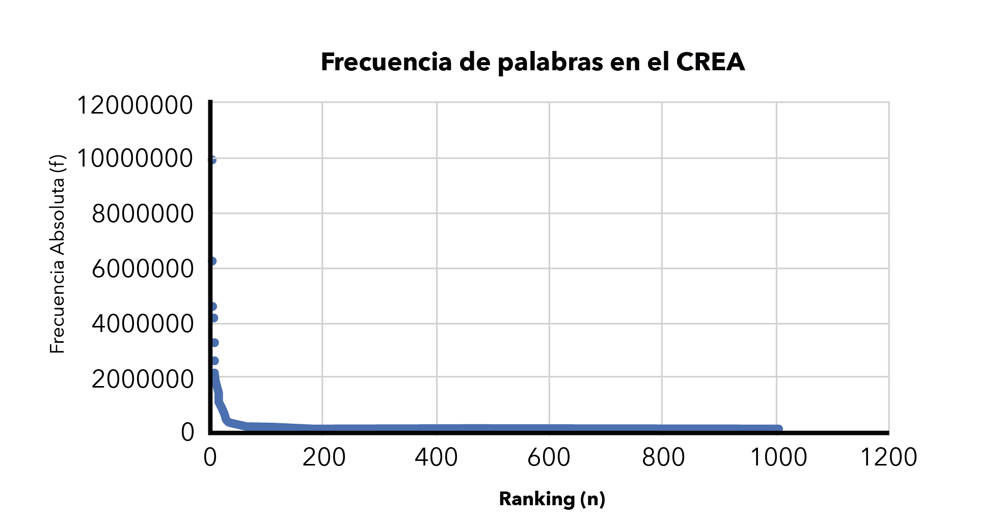 Frecuencia de palabras en el CREA
12000000
10000000
8000000
6000000
4000000
2000000
0
Frecuencia Absoluta (f)
0 200 400 600 800 1000 1200
Ranking (n)